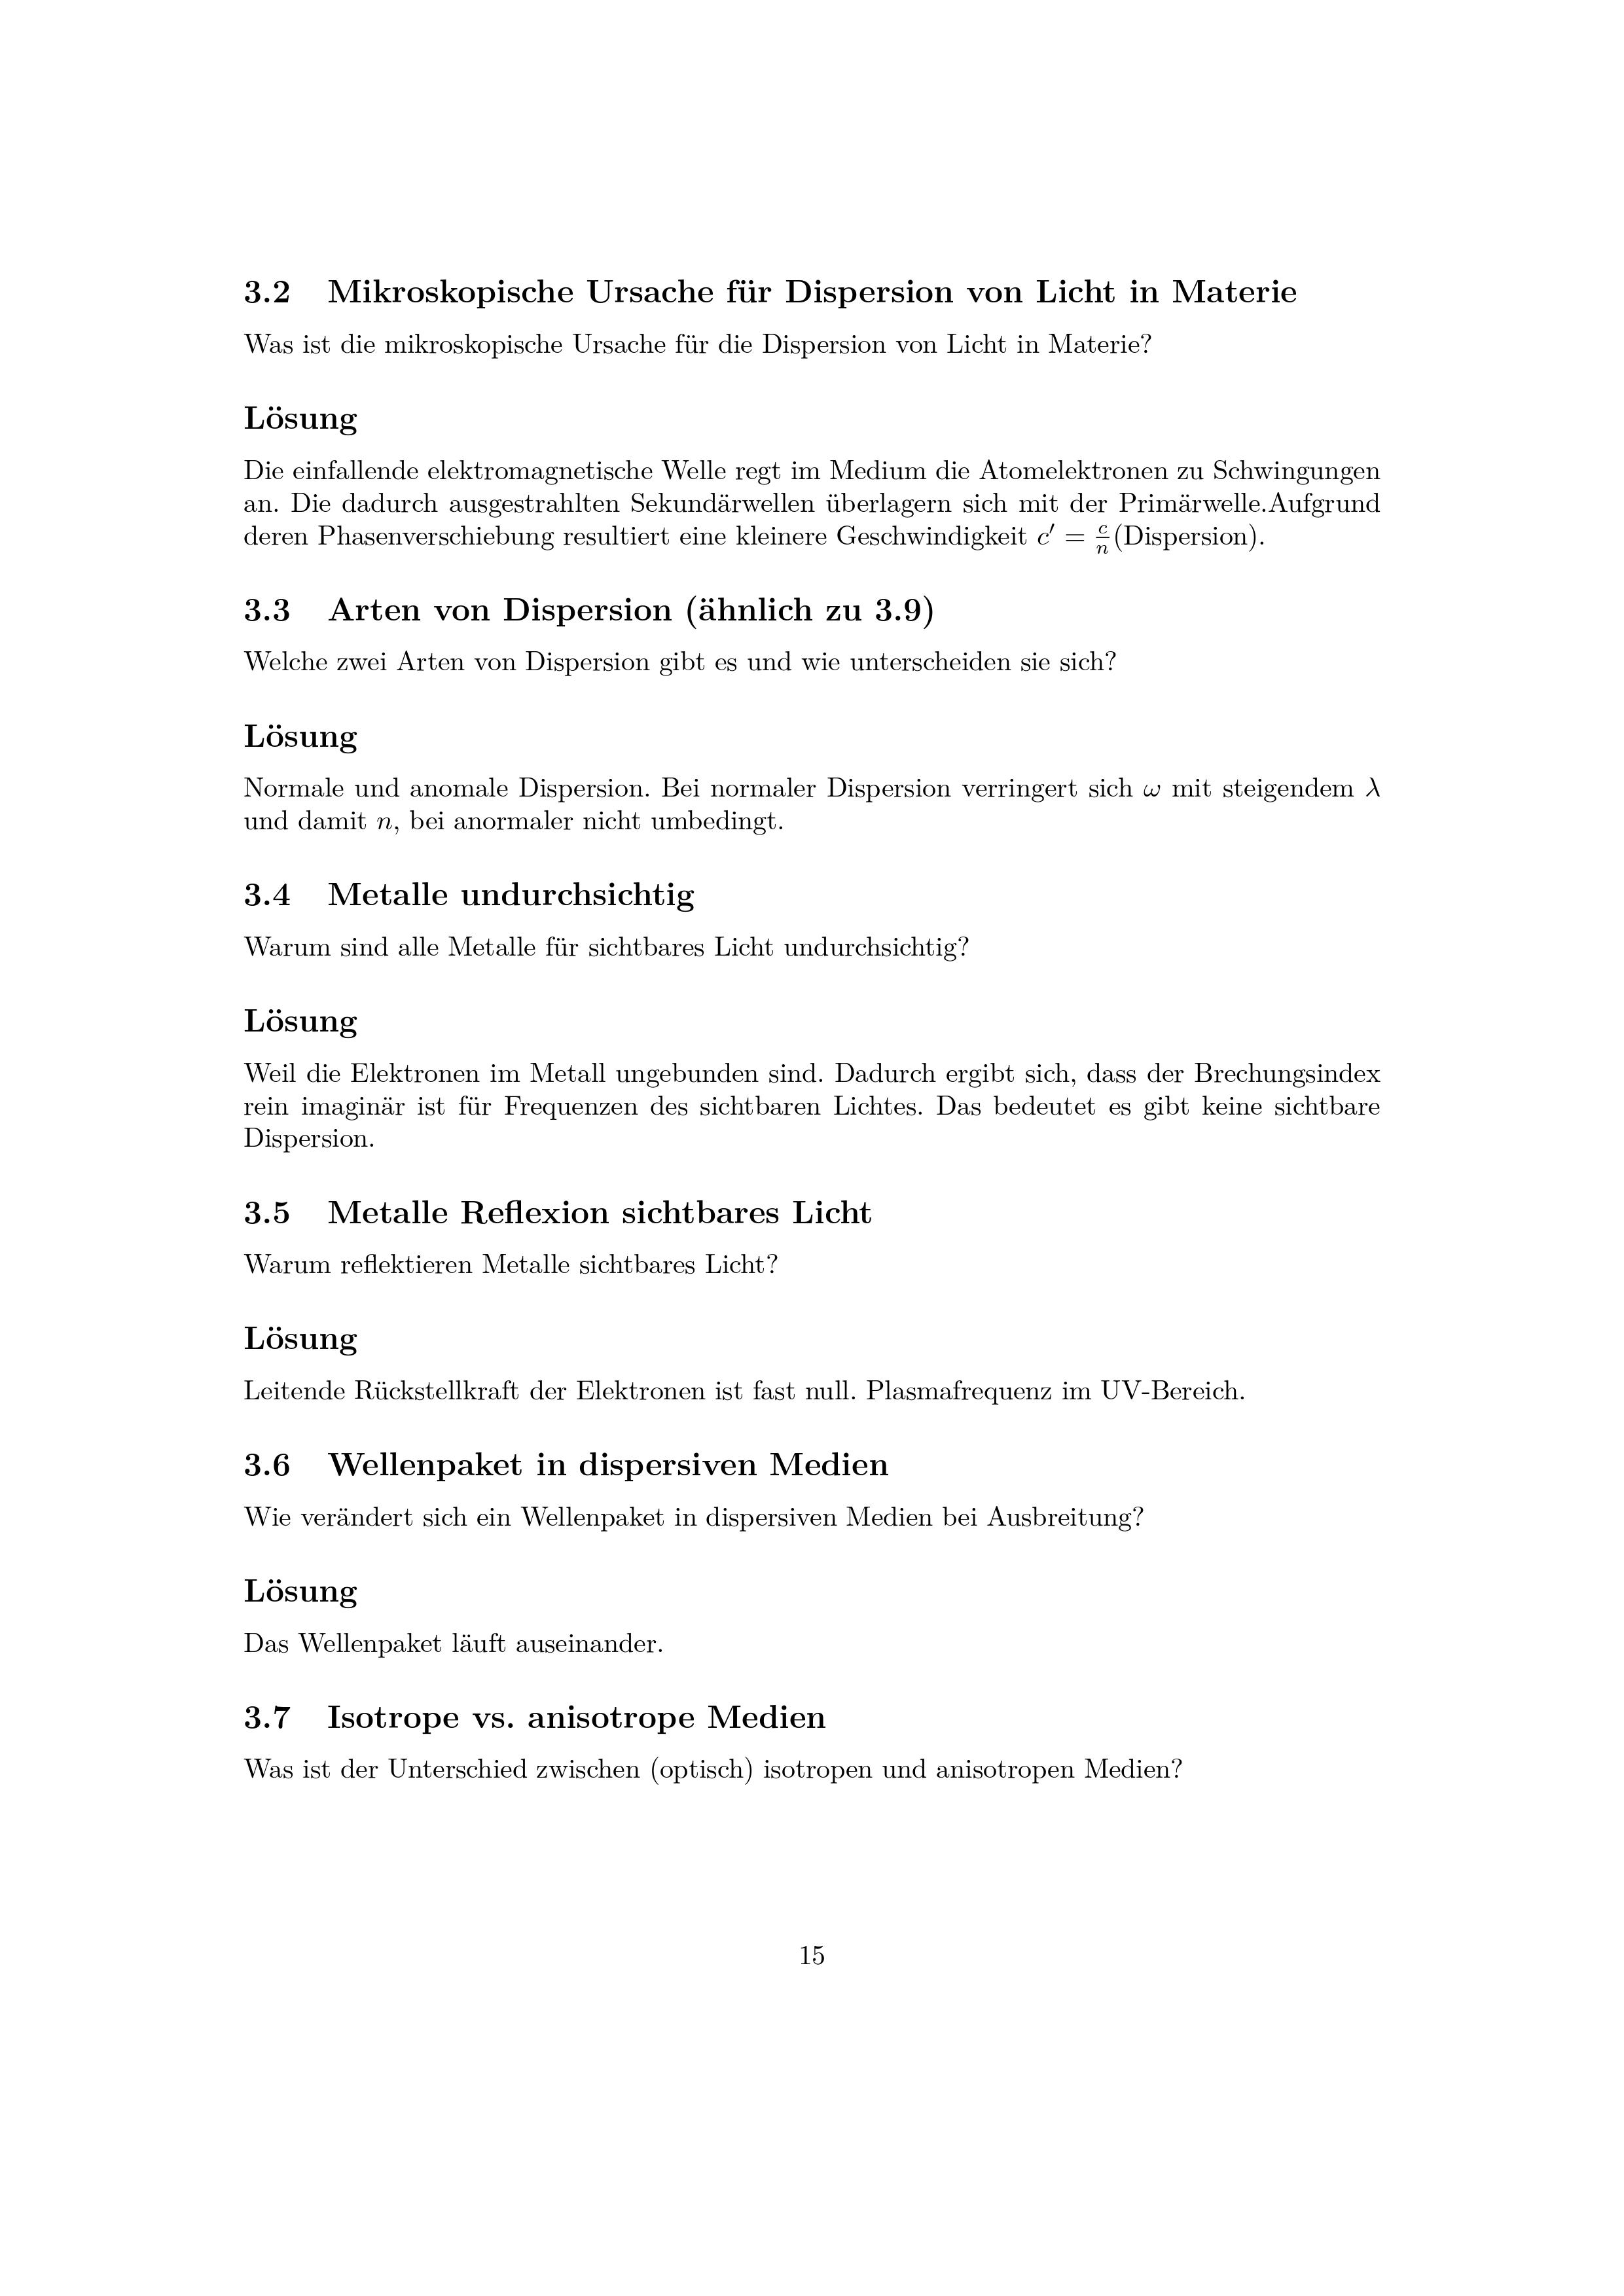 3.2 Mikroskopische Ursache für Dispersion von Licht in Materie
Was ist die mikroskopische Ursache für die Dispersion von Licht in Materie?
Lösung
Die einfallende elektromagnetische Welle regt im Medium die Atomelektronen zu Schwingungen
an. Die dadurch ausgestrahlten Sekundärwellen überlagern sich mit der Primärwelle.Aufgrund
deren Phasenverschiebung resultiert eine kleinere Geschwindigkeit $c' = \frac{c}{n}$(Dispersion).
3.3 Arten von Dispersion (ähnlich zu 3.9)
Welche zwei Arten von Dispersion gibt es und wie unterscheiden sie sich?
Lösung
Normale und anomale Dispersion. Bei normaler Dispersion verringert sich ω mit steigendem λ
und damit n, bei anormaler nicht umbedingt.
3.4 Metalle undurchsichtig
Warum sind alle Metalle für sichtbares Licht undurchsichtig?
Lösung
Weil die Elektronen im Metall ungebunden sind. Dadurch ergibt sich, dass der Brechungsindex
rein imaginär ist für Frequenzen des sichtbaren Lichtes. Das bedeutet es gibt keine sichtbare
Dispersion.
3.5 Metalle Reflexion sichtbares Licht
Warum reflektieren Metalle sichtbares Licht?
Lösung
Leitende Rückstellkraft der Elektronen ist fast null. Plasmafrequenz im UV-Bereich.
3.6 Wellenpaket in dispersiven Medien
Wie verändert sich ein Wellenpaket in dispersiven Medien bei Ausbreitung?
Lösung
Das Wellenpaket läuft auseinander.
3.7 Isotrope vs. anisotrope Medien
Was ist der Unterschied zwischen (optisch) isotropen und anisotropen Medien?
15